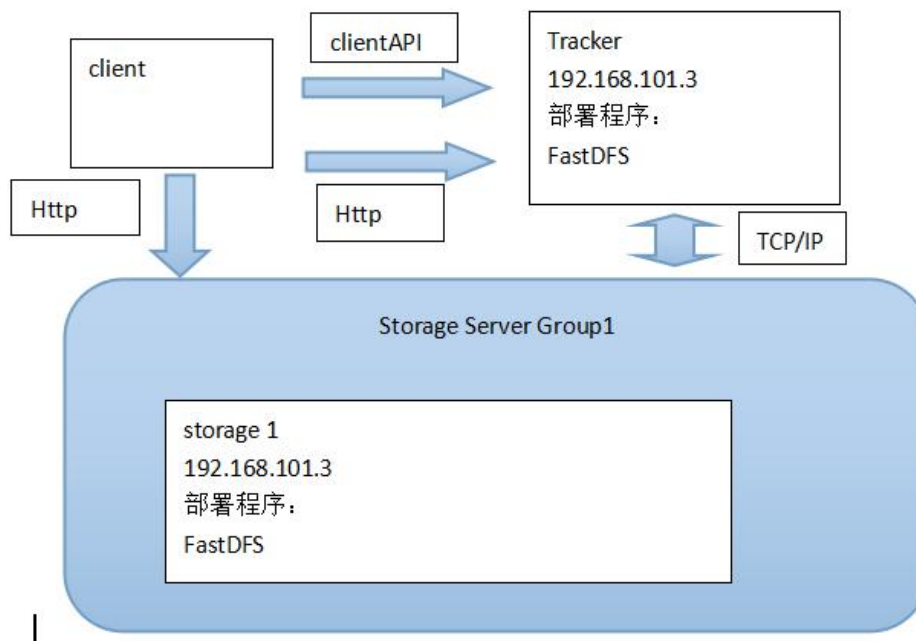 clientAPI
client
Tracker
192.168.101.3
部署程序：
FastDFS
Http
Http
TCP/IP
Storage Server Group1
storage 1
192.168.101.3
部署程序：
FastDFS